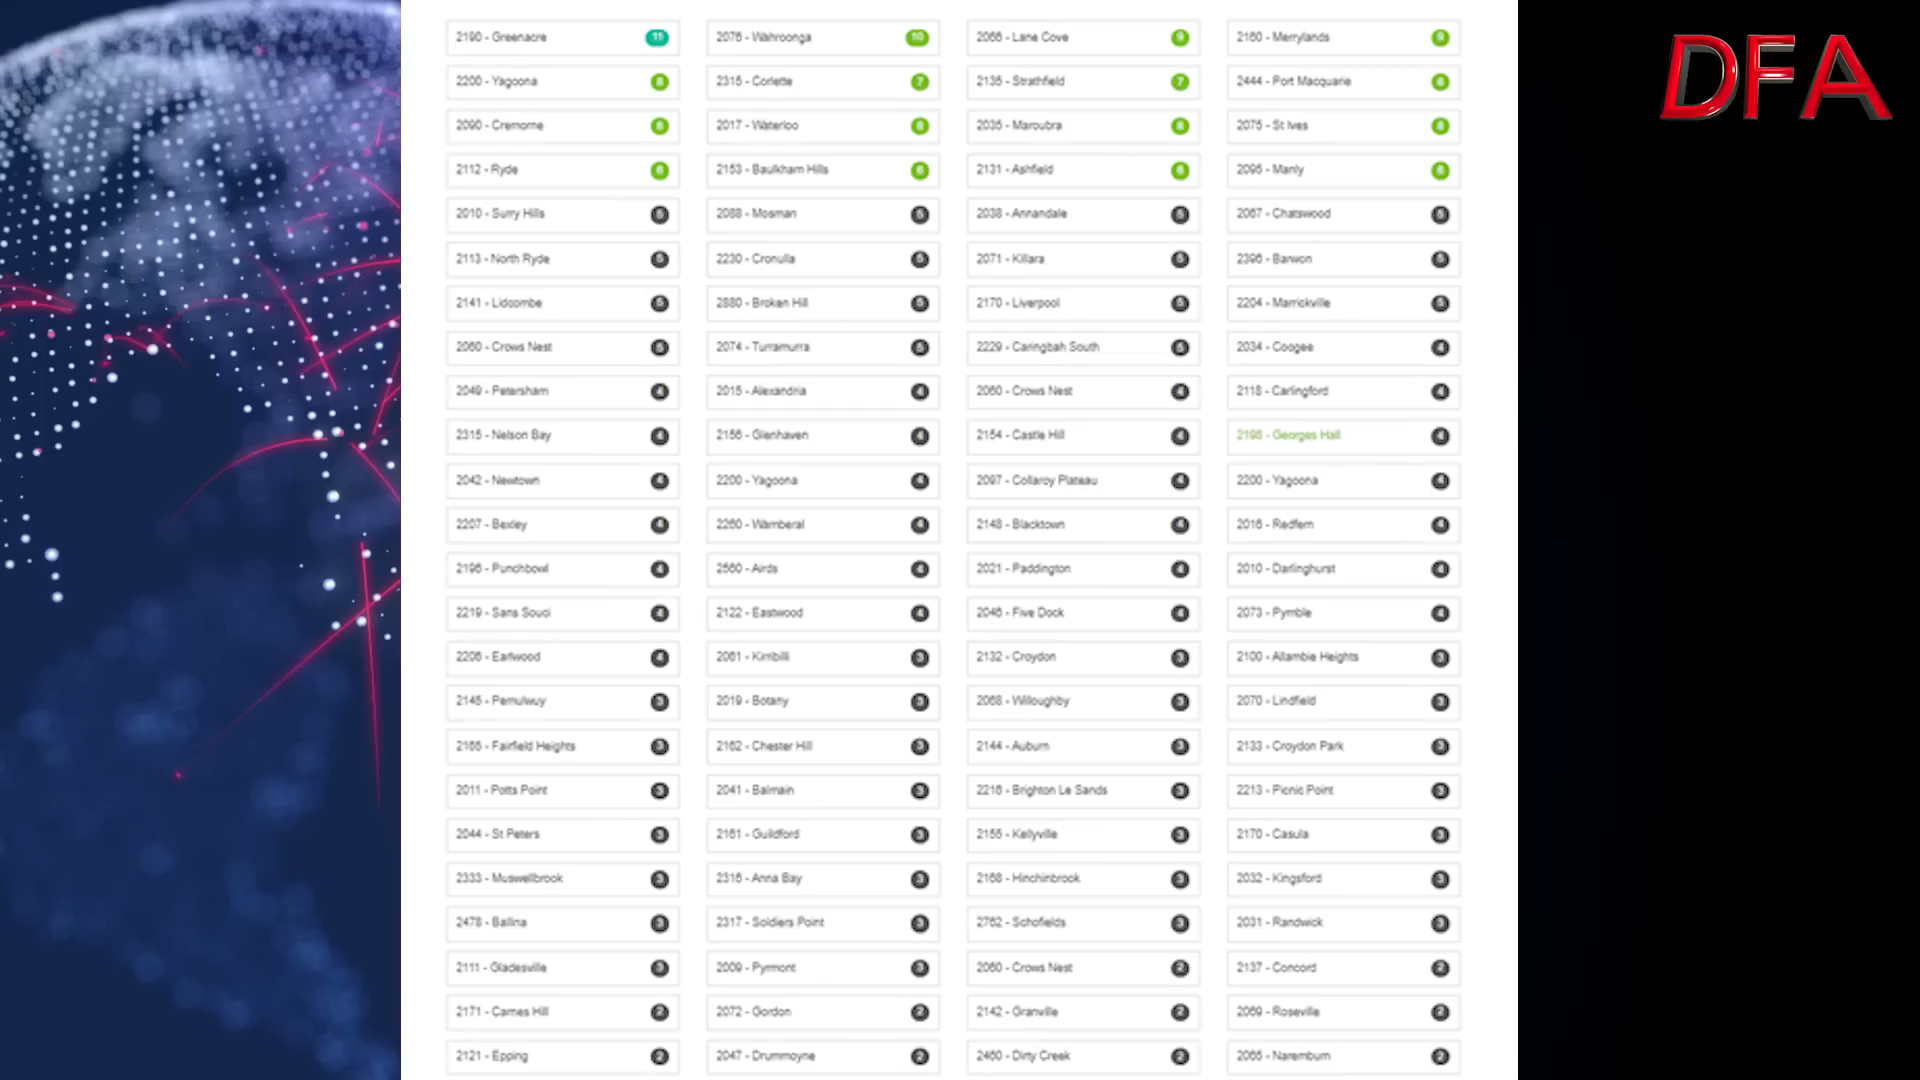 DFA
2190 - Greenacre 11
2076 - Wahroonga 10
2066 - Lane Cove 9
2160 - Merrylands 9
2200 - Yagoona 8
2315 - Corlette 7
2135 - Strathfield 7
2444 - Port Macquarie 6
2090 - Cremorne 6
2017 - Waterloo 6
2035 - Maroubra 6
2075 - St Ives 6
2112 - Ryde 6
2153 - Baulkham Hills 6
2131 - Ashfield 6
2095 - Manly 6
2010 - Surry Hills 5
2088 - Mosman 5
2038 - Annandale 5
2067 - Chatswood 5
2113 - North Ryde 5
2230 - Cronulla 5
2071 - Killara 5
2396 - Barwon 5
2141 - Lidcombe 5
2880 - Broken Hill 5
2170 - Liverpool 5
2204 - Marrickville 5
2060 - Crows Nest 5
2074 - Turramurra 5
2229 - Caringbah South 5
2034 - Coogee 4
2049 - Petersham 4
2015 - Alexandria 4
2060 - Crows Nest 4
2118 - Carlingford 4
2315 - Nelson Bay 4
2156 - Glenhaven 4
2154 - Castle Hill 4
2198 - Georges Hall 4
2042 - Newtown 4
2200 - Yagoona 4
2097 - Collaroy Plateau 4
2200 - Yagoona 4
2207 - Bexley 4
2260 - Wamberal 4
2148 - Blacktown 4
2016 - Redfern 4
2196 - Punchbowl 4
2560 - Airds 4
2021 - Paddington 4
2010 - Darlinghurst 4
2219 - Sans Souci 4
2122 - Eastwood 4
2046 - Five Dock 4
2073 - Pymble 4
2206 - Earlwood 4
2061 - Kirribilli 3
2132 - Croydon 3
2100 - Allambie Heights 3
2145 - Pemulwuy 3
2019 - Botany 3
2068 - Willoughby 3
2070 - Lindfield 3
2165 - Fairfield Heights 3
2162 - Chester Hill 3
2144 - Auburn 3
2133 - Croydon Park 3
2011 - Potts Point 3
2041 - Balmain 3
2216 - Brighton Le Sands 3
2213 - Picnic Point 3
2044 - St Peters 3
2161 - Guildford 3
2155 - Kellyville 3
2170 - Casula 3
2333 - Muswellbrook 3
2316 - Anna Bay 3
2168 - Hinchinbrook 3
2032 - Kingsford 3
2478 - Ballina 3
2317 - Soldiers Point 3
2762 - Schofields 3
2031 - Randwick 3
2111 - Gladesville 3
2009 - Pyrmont 3
2060 - Crows Nest 2
2137 - Concord 2
2171 - Carnes Hill 2
2072 - Gordon 2
2142 - Granville 2
2069 - Roseville 2
2121 - Epping 2
2047 - Drummoyne 2
2460 - Dirty Creek 2
2065 - Naremburn 2